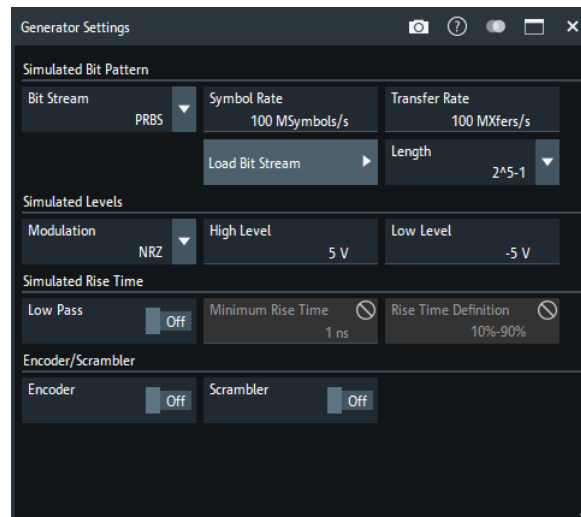 Generator Settings
Simulated Bit Pattern
Bit Stream
PRBS
Symbol Rate
100 MSymbols/s
Transfer Rate
100 MXfers/s
Load Bit Stream
Length
2^5-1
Simulated Levels
Modulation
NRZ
High Level
5 V
Low Level
-5 V
Simulated Rise Time
Low Pass
Off
Minimum Rise Time
1 ns
Rise Time Definition
10%-90%
Encoder/Scrambler
Encoder
Off
Scrambler
Off